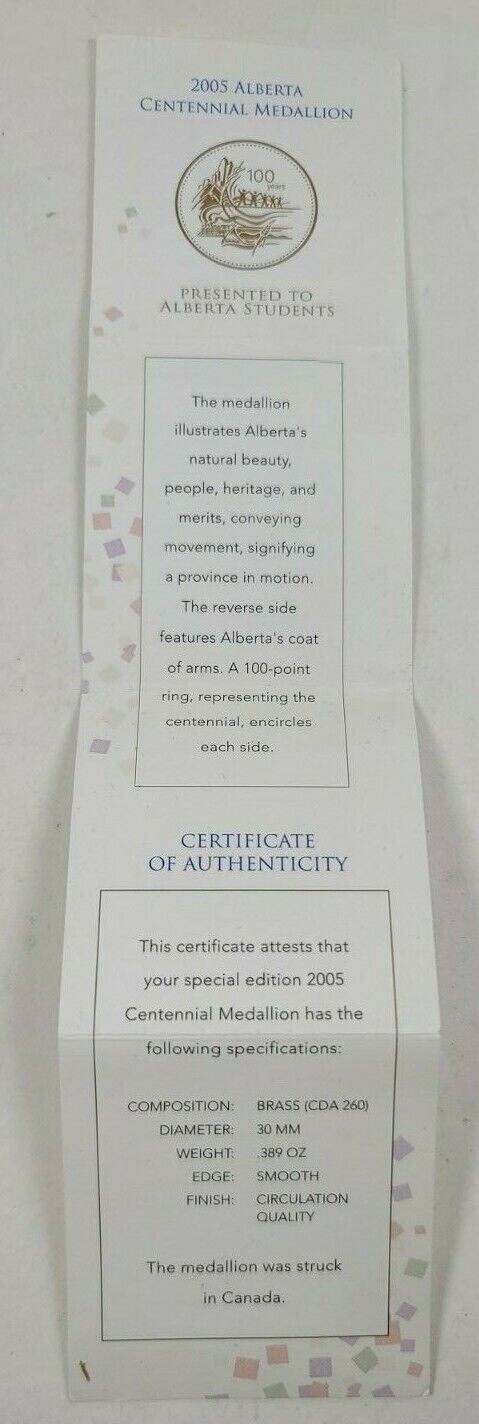 2005 ALBERTA
CENTENNIAL MEDALLION
100
years
PRESENTED TO
ALBERTA STUDENTS
The medallion
illustrates Alberta's
natural beauty,
people, heritage, and
merits, conveying
movement, signifying
a province in motion.
The reverse side
features Alberta's coat
of arms. A 100-point
ring, representing the
centennial, encircles
each side.
CERTIFICATE
OF AUTHENTICITY
This certificate attests that
your special edition 2005
Centennial Medallion has the
following specifications:
COMPOSITION: BRASS (CDA 260)
DIAMETER: 30 MM
WEIGHT: .389 OZ
EDGE: SMOOTH
FINISH: CIRCULATION
QUALITY
The medallion was struck
in Canada.